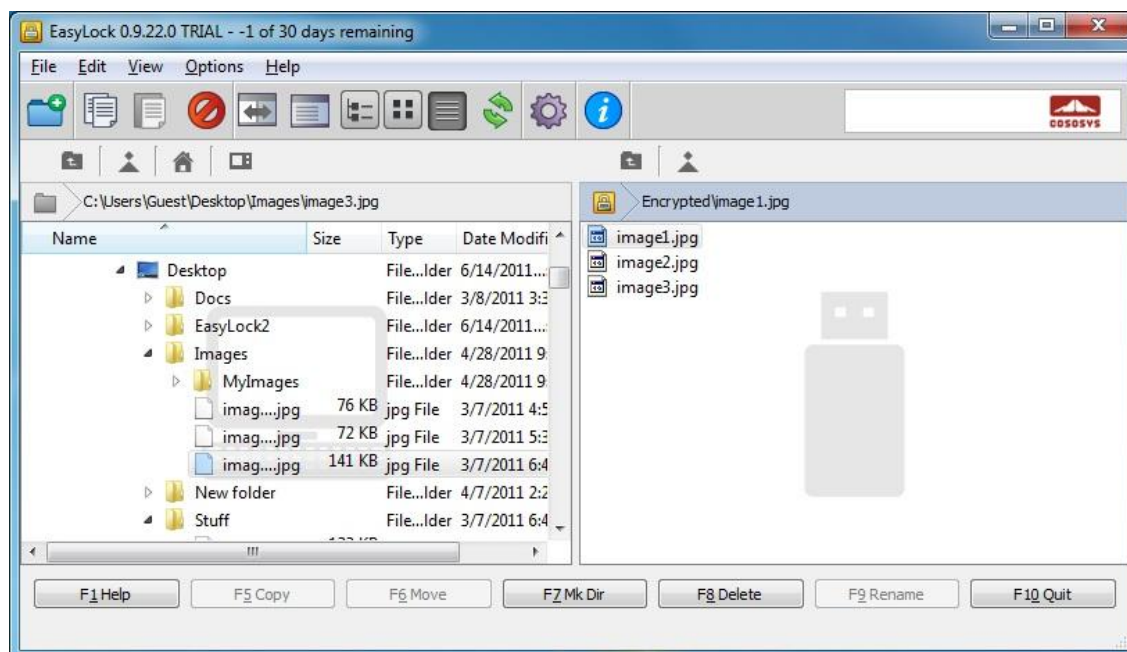 EasyLock 0.9.22.0 TRIAL - -1 of 30 days remaining
File Edit View Options Help
COSOSYS
C:\Users\Guest\Desktop\Images\image3.jpg
Encrypted\image1.jpg
Name Size Type Date Modifi
image1.jpg
image2.jpg
image3.jpg
Desktop File...lder 6/14/2011...
Docs File...lder 3/8/2011 3:3
EasyLock2 File...lder 6/14/2011...
Images File...lder 4/28/2011 9:
MyImages File...lder 4/28/2011 9:
imag....jpg 76 KB jpg File 3/7/2011 4:5
imag....jpg 72 KB jpg File 3/7/2011 5:3
imag....jpg 141 KB jpg File 3/7/2011 6:4
New folder File...lder 4/7/2011 2:2
Stuff File...lder 3/7/2011 6:4
F1 Help F5 Copy F6 Move F7 Mk Dir F8 Delete F9 Rename F10 Quit